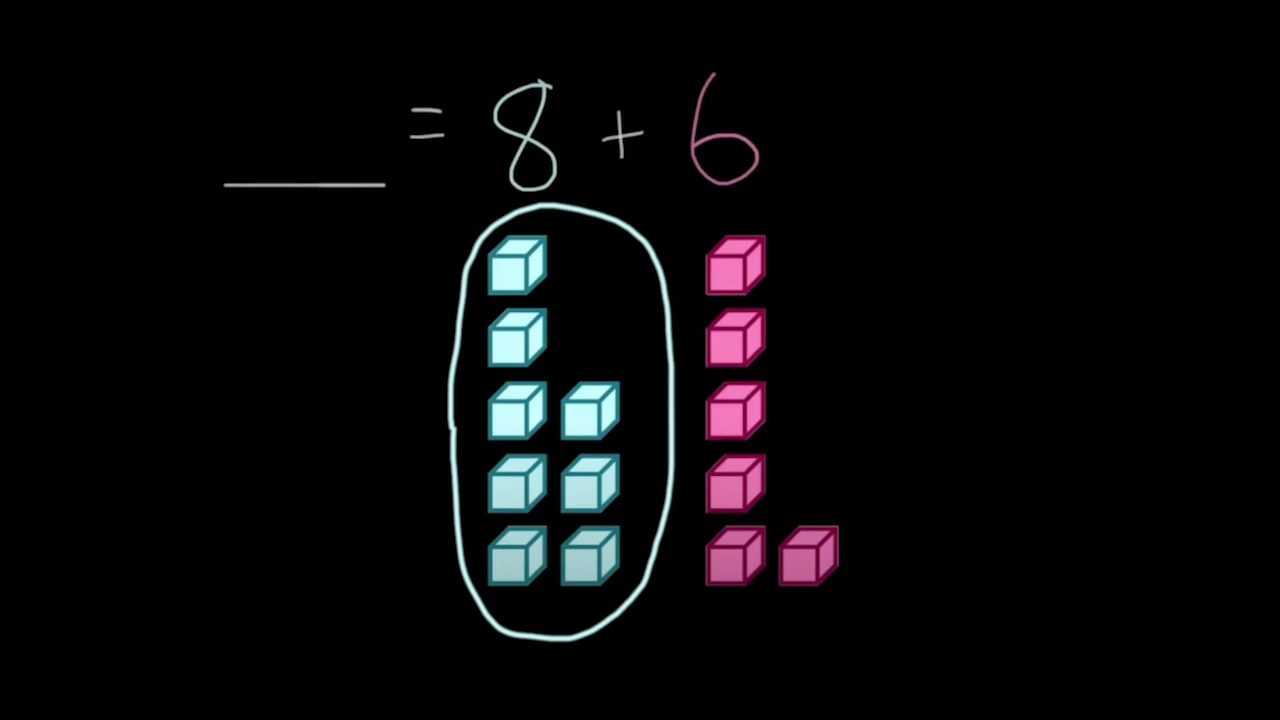 ___ = 8 + 6